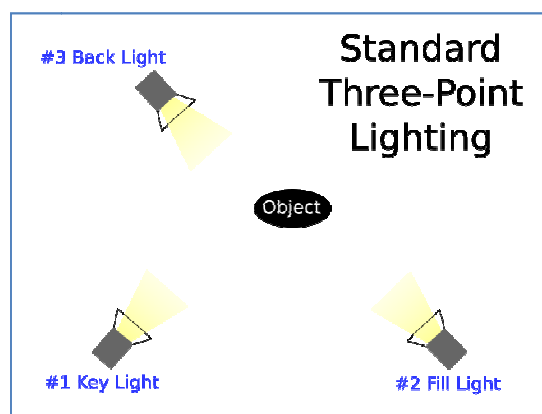 #3 Back Light
Standard
Three-Point
Lighting
Object
#1 Key Light
#2 Fill Light